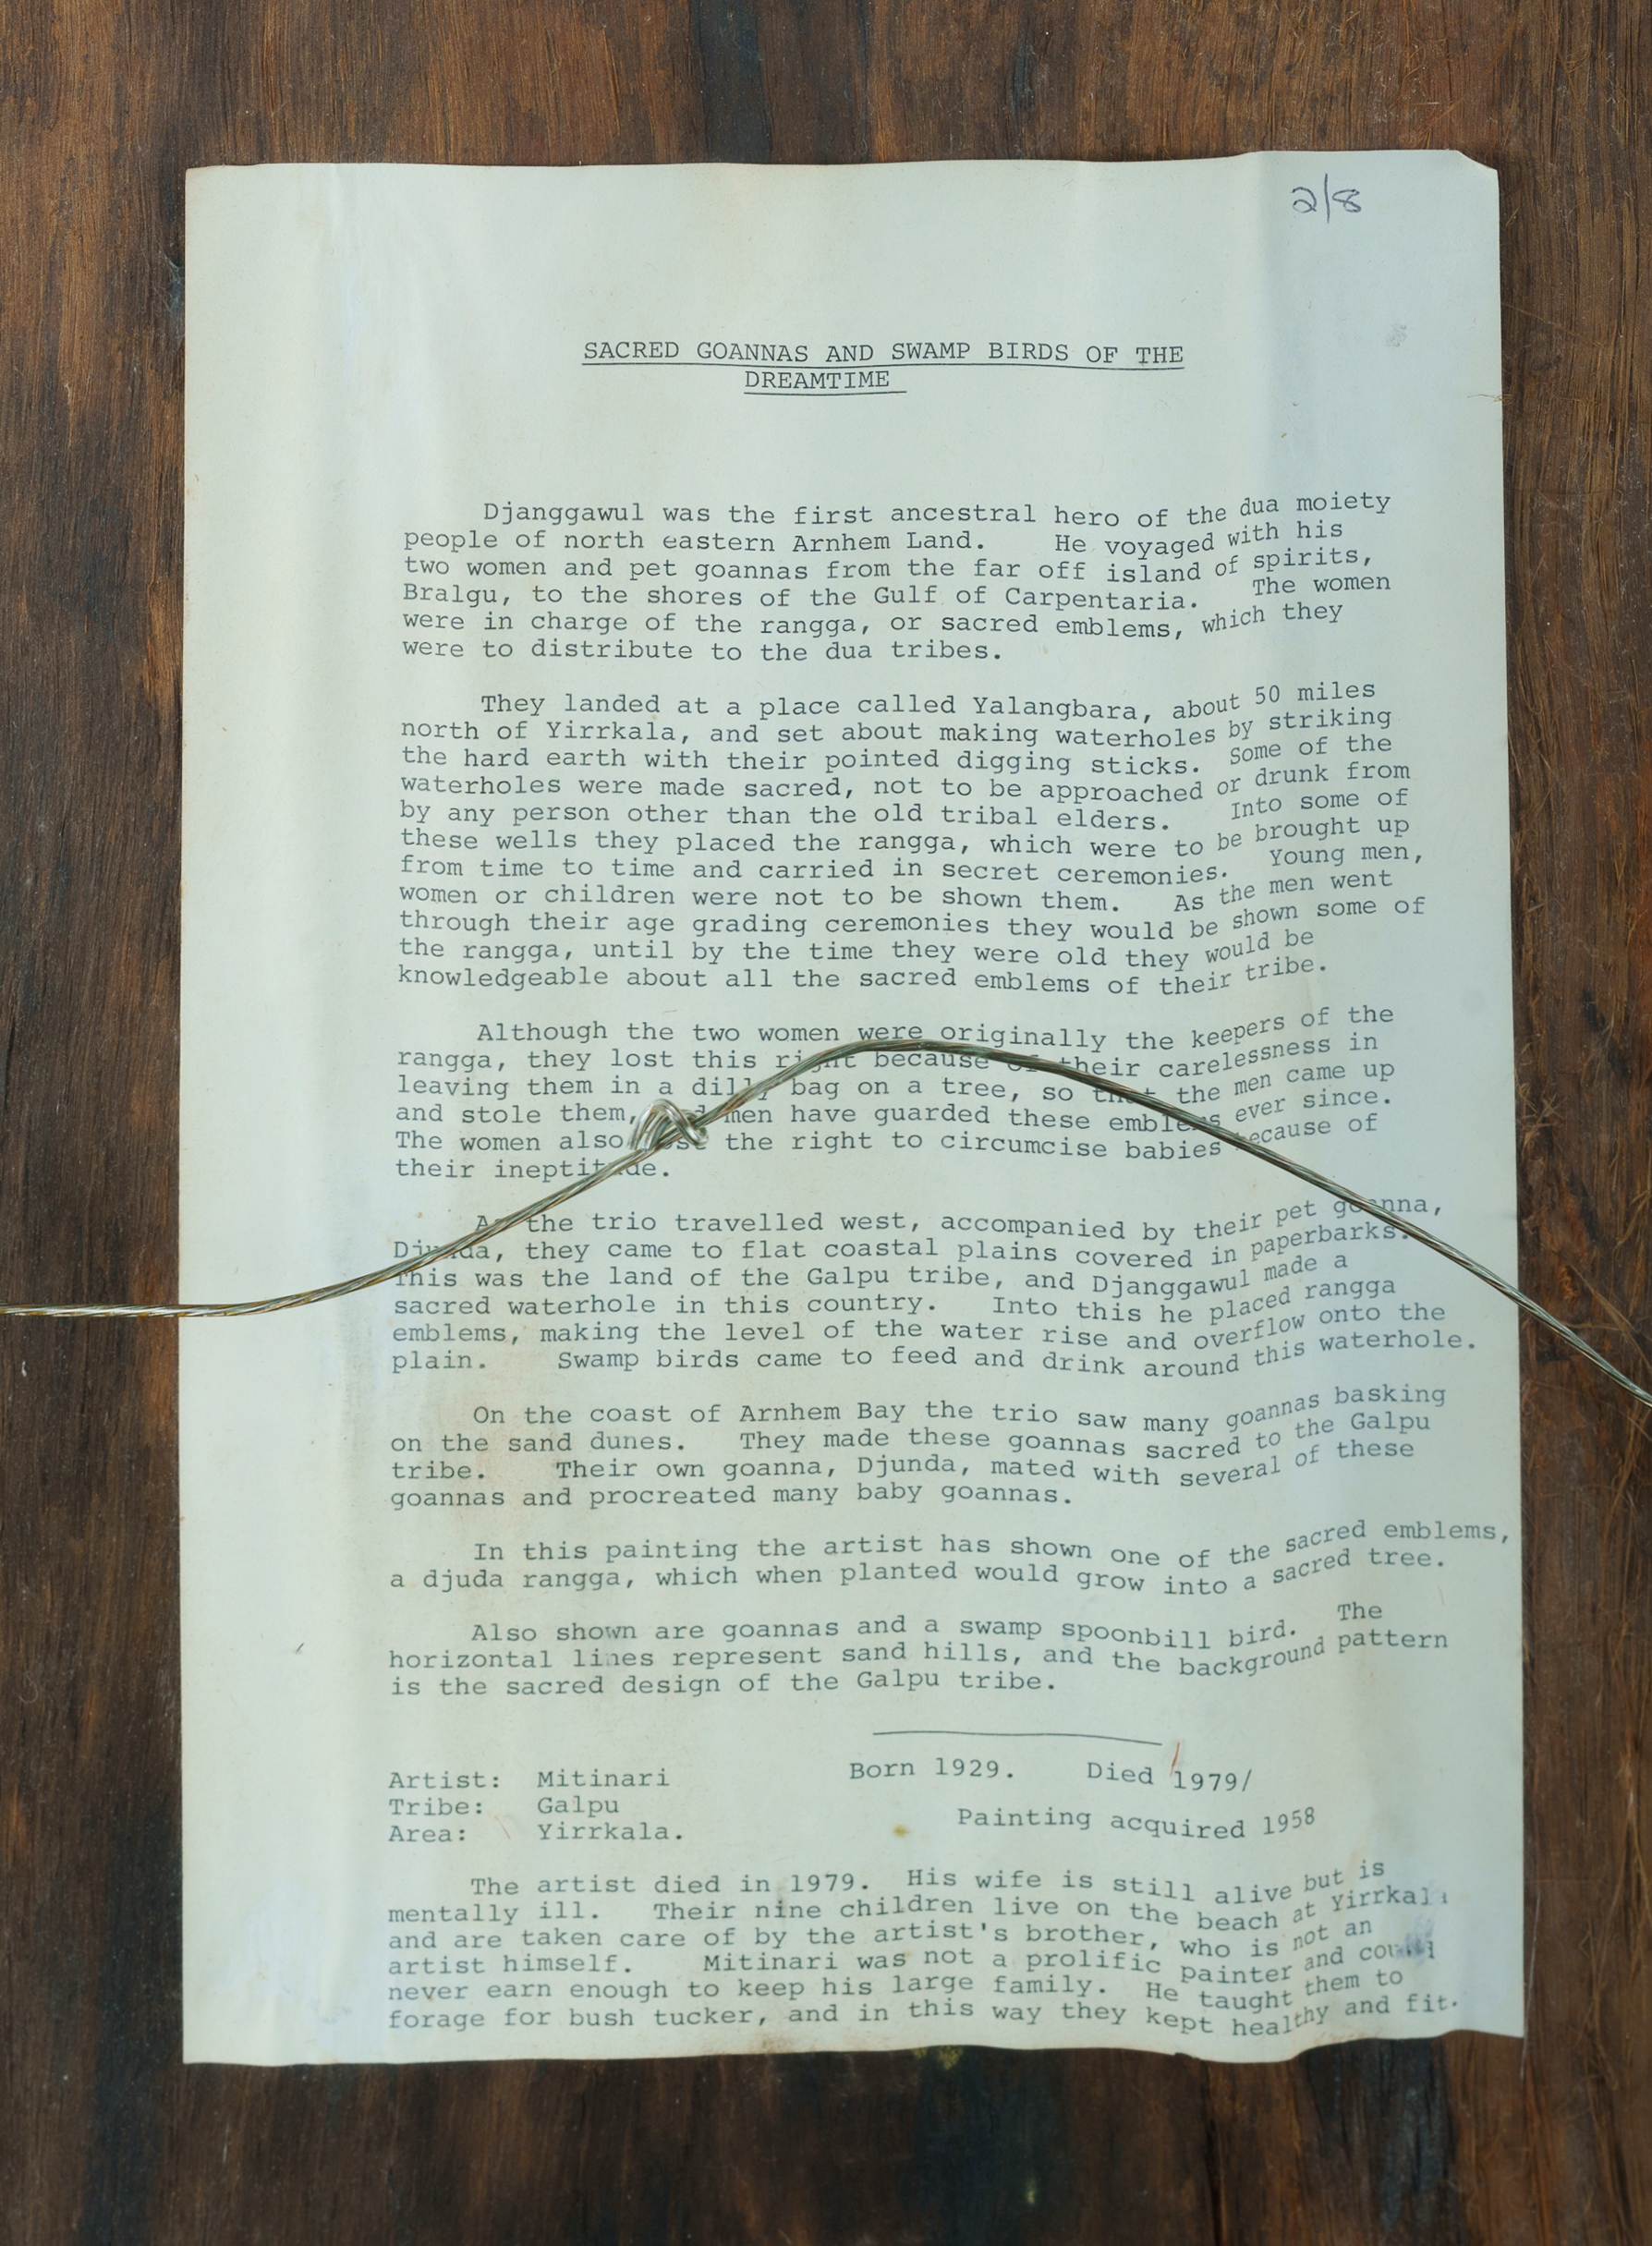 2/8
SACRED GOANNAS AND SWAMP BIRDS OF THE
DREAMTIME
Djanggawul was the first ancestral hero of the dua moiety
people of north eastern Arnhem Land. He voyaged with his
two women and pet goannas from the far off island of spirits,
Bralgu, to the shores of the Gulf of Carpentaria. The women
were in charge of the rangga, or sacred emblems, which they
were to distribute to the dua tribes.
They landed at a place called Yalangbara, about 50 miles
north of Yirrkala, and set about making waterholes by striking
the hard earth with their pointed digging sticks. Some of the
waterholes were made sacred, not to be approached or drunk from
by any person other than the old tribal elders. Into some of
these wells they placed the rangga, which were to be brought up
from time to time and carried in secret ceremonies. Young men,
women or children were not to be shown them. As the men went
through their age grading ceremonies they would be shown some of
the rangga, until by the time they were old they would be
knowledgeable about all the sacred emblems of their tribe.
Although the two women were originally the keepers of the
rangga, they lost this right because of their carelessness in
leaving them in a dilly bag on a tree, so that the men came up
and stole them, men have guarded these emblems ever since.
The women also the right to circumcise babies because of
their ineptitude.
As the trio travelled west, accompanied by their pet goanna,
Djunda, they came to flat coastal plains covered in paperbarks.
This was the land of the Galpu tribe, and Djanggawul made a
sacred waterhole in this country. Into this he placed rangga
emblems, making the level of the water rise and overflow onto the
plain. Swamp birds came to feed and drink around this waterhole.
On the coast of Arnhem Bay the trio saw many goannas basking
on the sand dunes. They made these goannas sacred to the Galpu
tribe. Their own goanna, Djunda, mated with several of these
goannas and procreated many baby goannas.
In this painting the artist has shown one of the sacred emblems,
a djuda rangga, which when planted would grow into a sacred tree.
Also shown are goannas and a swamp spoonbill bird. The
horizontal lines represent sand hills, and the background pattern
is the sacred design of the Galpu tribe.
Artist: Mitinari Born 1929. Died 1979/
Tribe: Galpu
Area: Yirrkala. Painting acquired 1958
The artist died in 1979. His wife is still alive but is
mentally ill. Their nine children live on the beach at Yirrkala
and are taken care of by the artist's brother, who is not an
artist himself. Mitinari was not a prolific painter and could
never earn enough to keep his large family. He taught them to
forage for bush tucker, and in this way they kept healthy and fit.